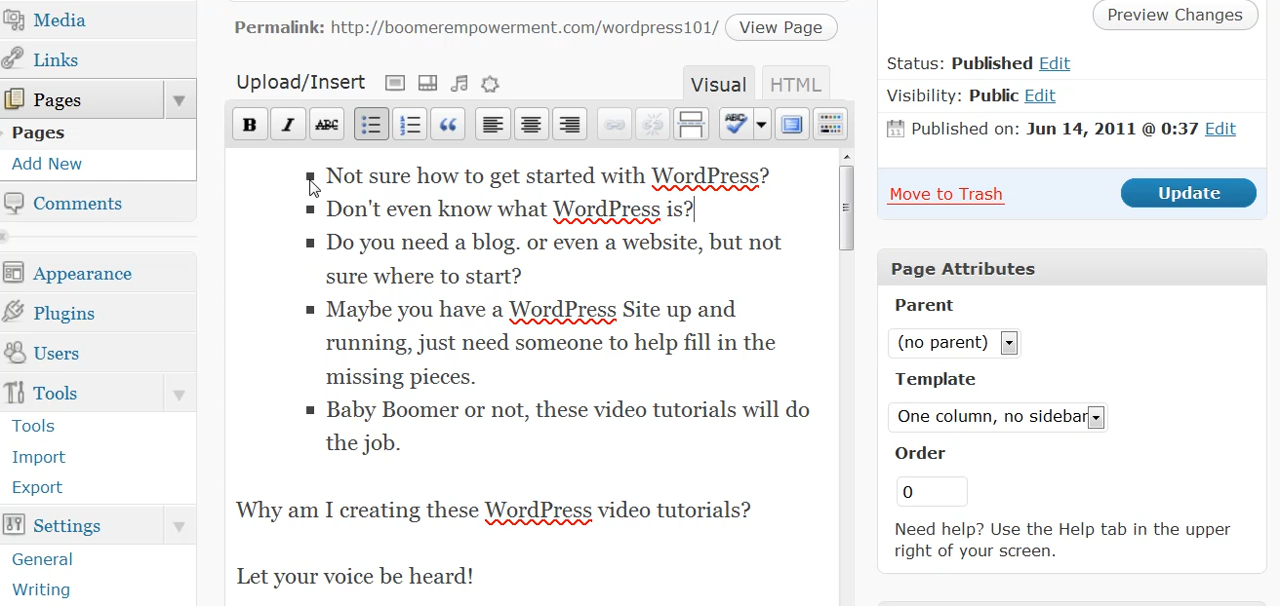 Media
Links
Pages
Pages
Add New
Comments
Appearance
Plugins
Users
Tools
Tools
Import
Export
Settings
General
Writing
Permalink: http://boomerempowerment.com/wordpress101/ View Page
Upload/Insert
Visual HTML
B I ABC ABC
Not sure how to get started with WordPress?
Don't even know what WordPress is?
Do you need a blog. or even a website, but not
sure where to start?
Maybe you have a WordPress Site up and
running, just need someone to help fill in the
missing pieces.
Baby Boomer or not, these video tutorials will do
the job.
Why am I creating these WordPress video tutorials?
Let your voice be heard!
Preview Changes
Status: Published Edit
Visibility: Public Edit
Published on: Jun 14, 2011 @ 0:37 Edit
Move to Trash Update
Page Attributes
Parent
(no parent)
Template
One column, no sidebar
Order
0
Need help? Use the Help tab in the upper
right of your screen.